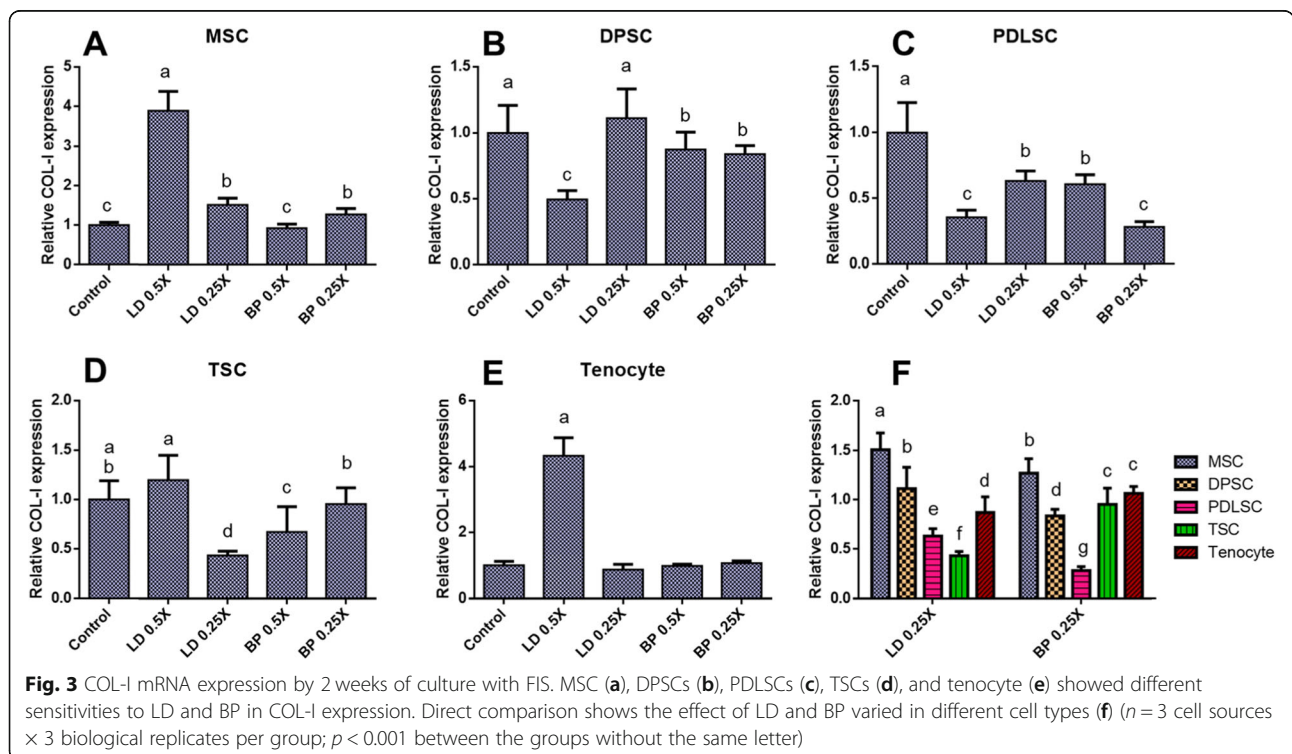 A
MSC
Relative COL-I expression
5
4
3
2
1
0
c
a
b
c
b
Control
LD 0.5X
LD 0.25X
BP 0.5X
BP 0.25X
B
DPSC
Relative COL-I expression
1.5
1.0
0.5
0.0
a
c
a
b
b
Control
LD 0.5X
LD 0.25X
BP 0.5X
BP 0.25X
C
PDLSC
Relative COL-I expression
1.5
1.0
0.5
0.0
a
c
b
b
c
Control
LD 0.5X
LD 0.25X
BP 0.5X
BP 0.25X
D
TSC
Relative COL-I expression
2.0
1.5
1.0
0.5
0.0
a
b
a
d
c
b
Control
LD 0.5X
LD 0.25X
BP 0.5X
BP 0.25X
E
Tenocyte
Relative COL-I expression
6
4
2
0
a
Control
LD 0.5X
LD 0.25X
BP 0.5X
BP 0.25X
F
Relative COL-I expression
2.0
1.5
1.0
0.5
0.0
a
b
e
f
d
b
d
g
c
c
LD 0.25X
BP 0.25X
MSC
DPSC
PDLSC
TSC
Tenocyte
Fig. 3 COL-I mRNA expression by 2 weeks of culture with FIS. MSC (a), DPSCs (b), PDLSCs (c), TSCs (d), and tenocyte (e) showed different
sensitivities to LD and BP in COL-I expression. Direct comparison shows the effect of LD and BP varied in different cell types (f) (n = 3 cell sources
× 3 biological replicates per group; p < 0.001 between the groups without the same letter)